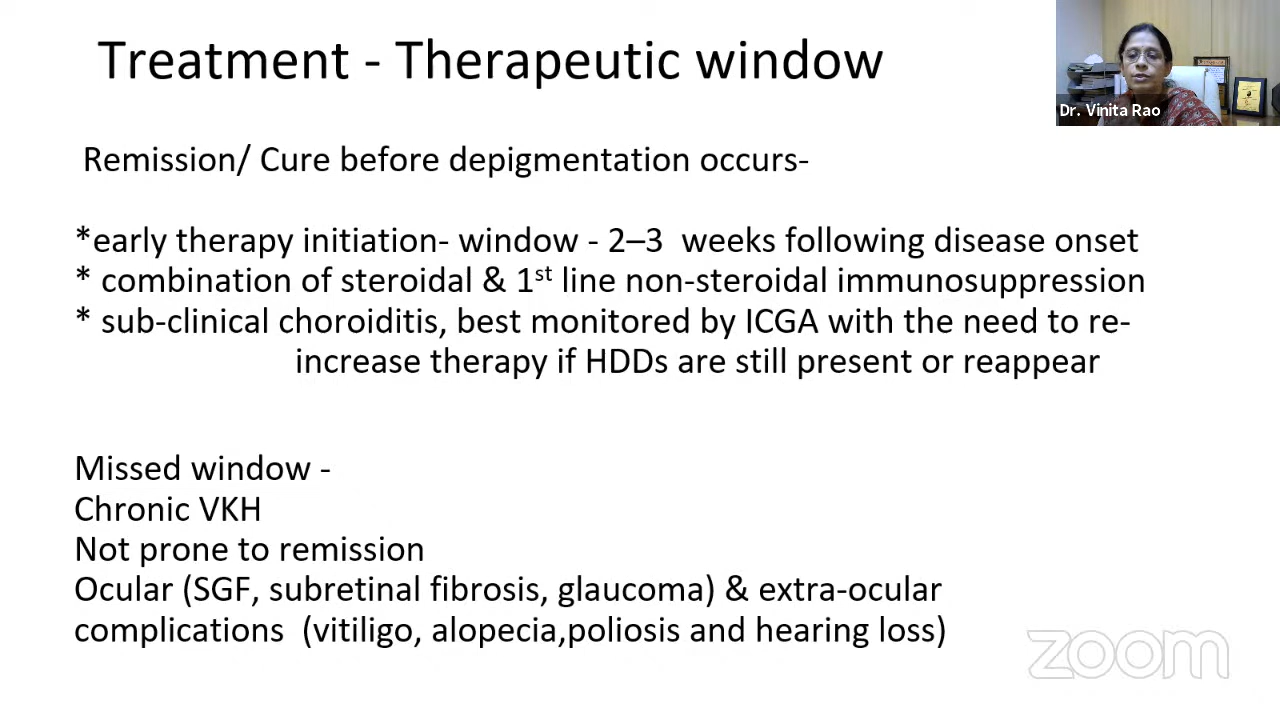 Treatment - Therapeutic window
Dr. Vinita Rao
Remission/ Cure before depigmentation occurs-
*early therapy initiation- window - 2–3 weeks following disease onset
* combination of steroidal & 1st line non-steroidal immunosuppression
* sub-clinical choroiditis, best monitored by ICGA with the need to re-
increase therapy if HDDs are still present or reappear
Missed window -
Chronic VKH
Not prone to remission
Ocular (SGF, subretinal fibrosis, glaucoma) & extra-ocular
complications (vitiligo, alopecia,poliosis and hearing loss)
zoom